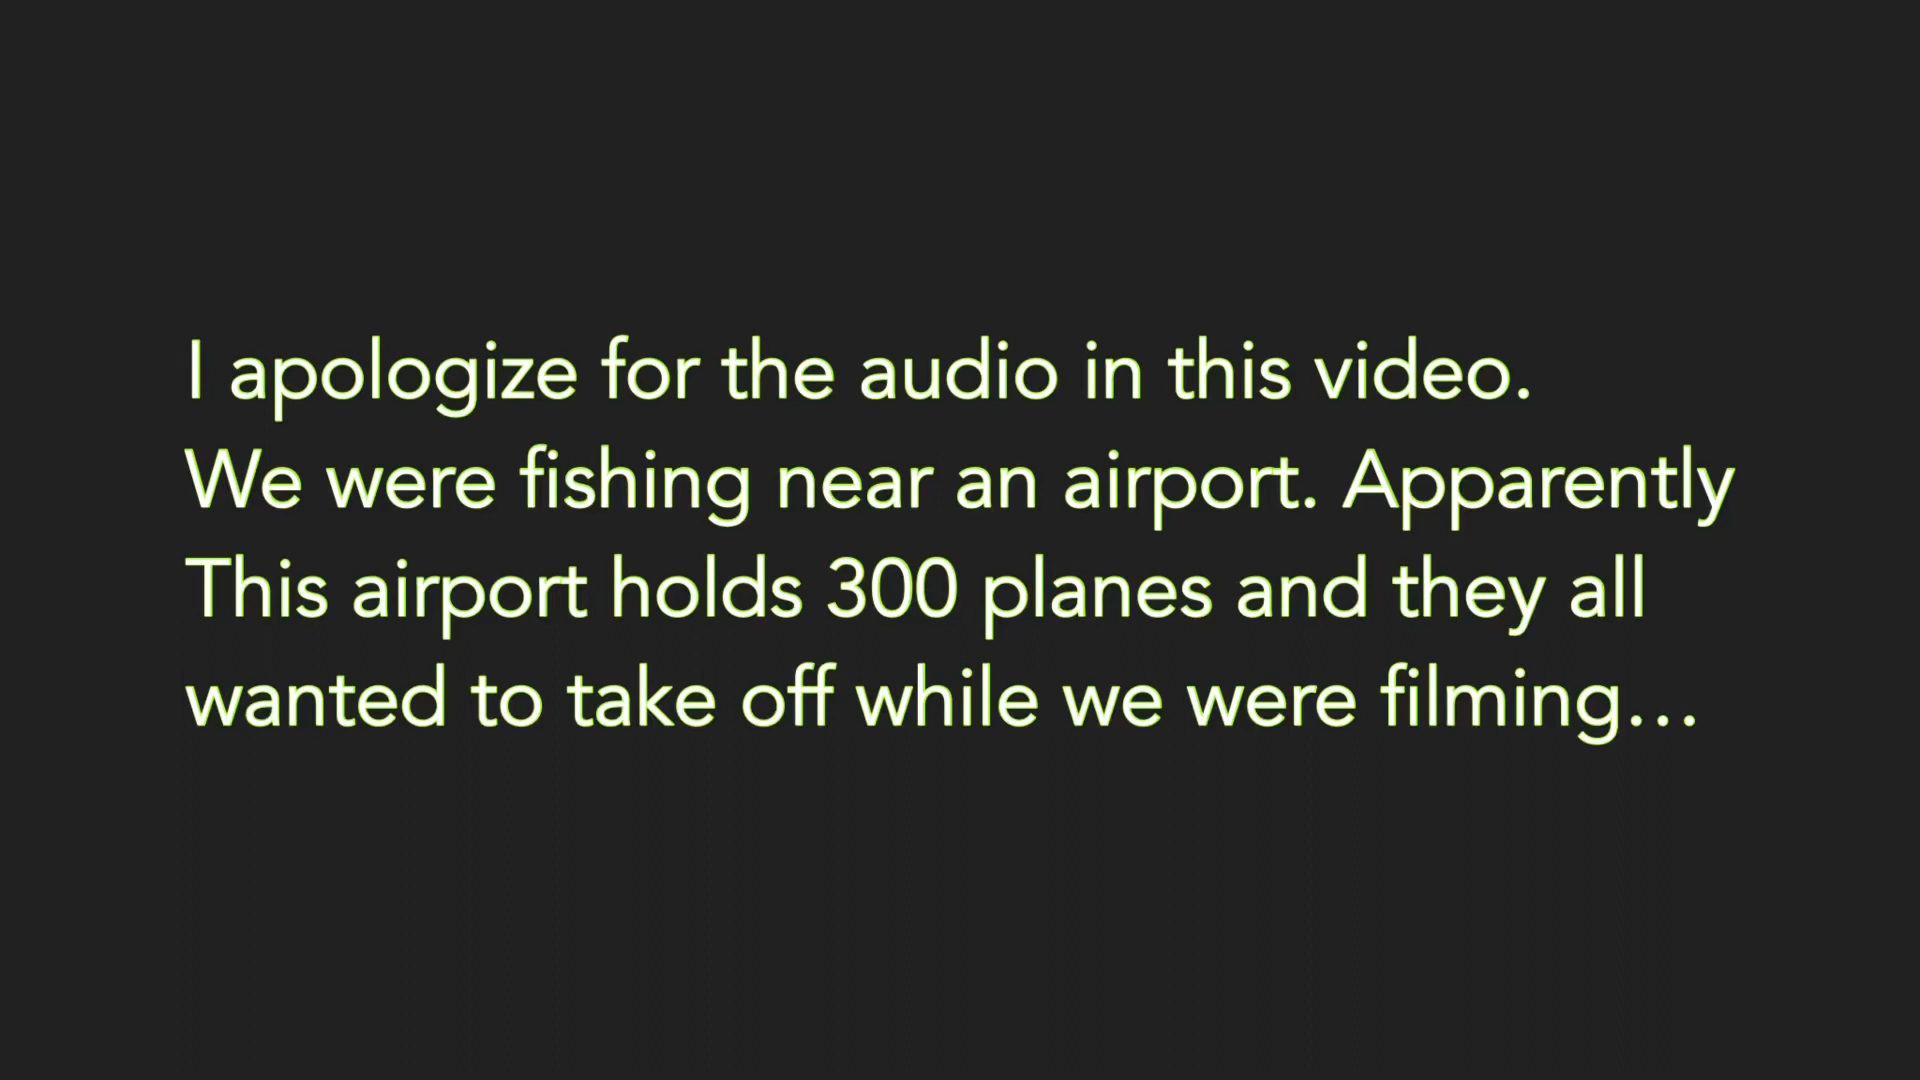 I apologize for the audio in this video.
We were fishing near an airport. Apparently
This airport holds 300 planes and they all
wanted to take off while we were filming...